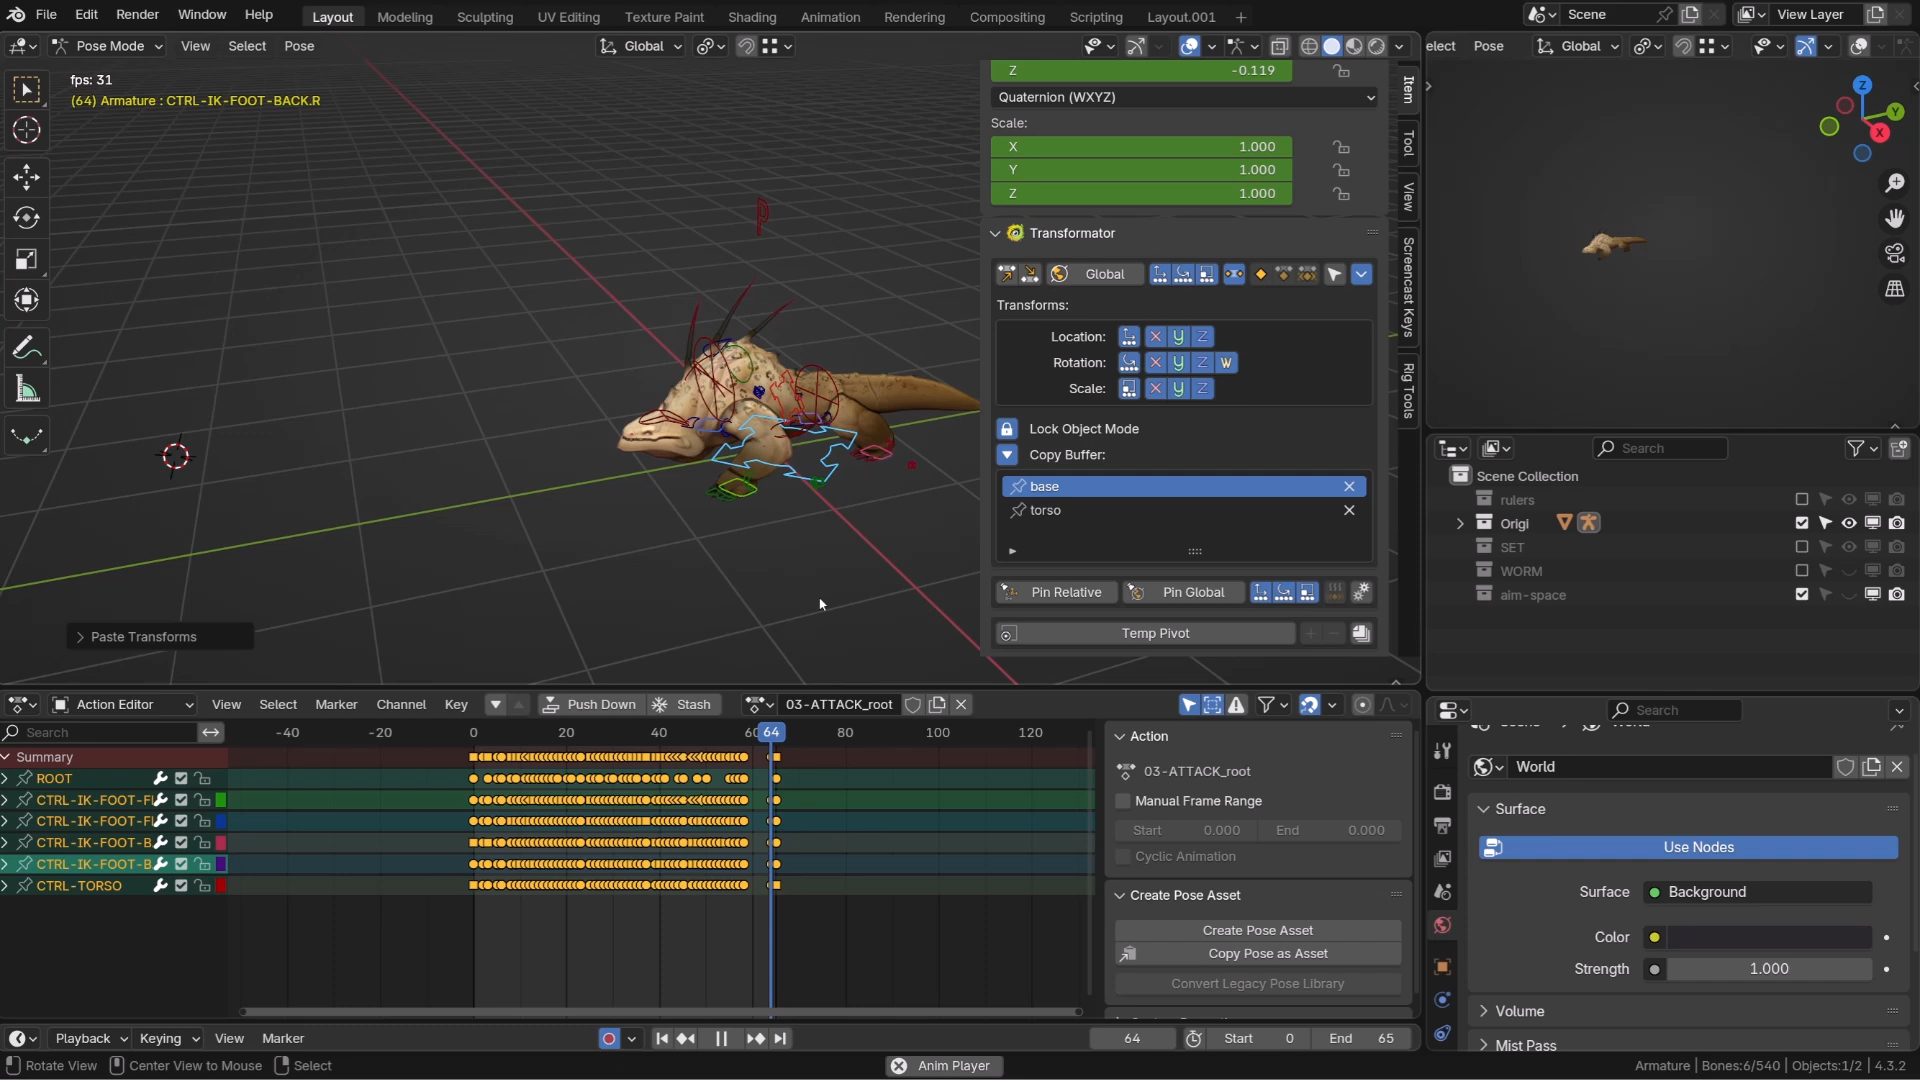 File Edit Render Window Help Layout Modeling Sculpting UV Editing Texture Paint Shading Animation Rendering Compositing Scripting Layout.001 + Scene View Layer
Pose Mode View Select Pose Global
elect Pose Global
fps: 31
(64) Armature : CTRL-IK-FOOT-BACK.R
Z -0.119
Quaternion (WXYZ)
Scale:
X 1.000
Y 1.000
Z 1.000
Transformator
Global
Transforms:
Location: X y Z
Rotation: X y Z W
Scale: X y Z
Lock Object Mode
Copy Buffer:
base
torso
Pin Relative Pin Global
Temp Pivot
Item
Tool
View
Screencast Keys
Rig Tools
Paste Transforms
Z
Y
X
Search
Scene Collection
rulers
Origi
SET
WORM
aim-space
Action Editor View Select Marker Channel Key Push Down Stash 03-ATTACK_root
Search -40 -20 0 20 40 60 64 80 100 120
Summary
ROOT
CTRL-IK-FOOT-FI
CTRL-IK-FOOT-FI
CTRL-IK-FOOT-B
CTRL-IK-FOOT-B
CTRL-TORSO
Action
03-ATTACK_root
Manual Frame Range
Start 0.000 End 0.000
Cyclic Animation
Create Pose Asset
Create Pose Asset
Copy Pose as Asset
Convert Legacy Pose Library
Search
World
Surface
Use Nodes
Surface Background
Color
Strength 1.000
Volume
Mist Pass
Playback Keying View Marker 64 Start 0 End 65
Rotate View Center View to Mouse Select Anim Player Armature | Bones:6/540 | Objects:1/2 | 4.3.2